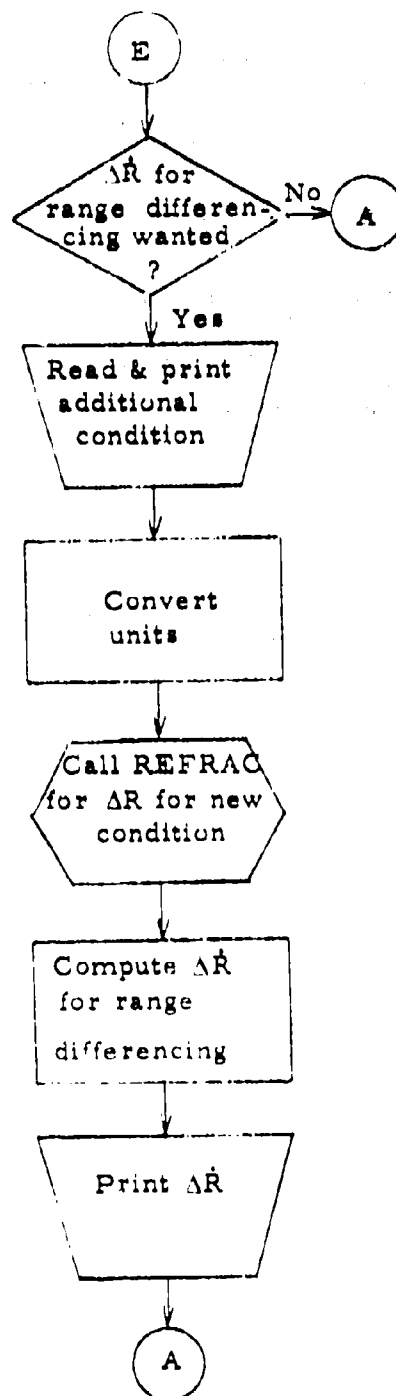 E
ΔṘ for
range differen-
cing wanted
?
No
A
Yes
Read & print
additional
condition
Convert
units
Call REFRAC
for ΔR for new
condition
Compute ΔṘ
for range
differencing
Print ΔṘ
A